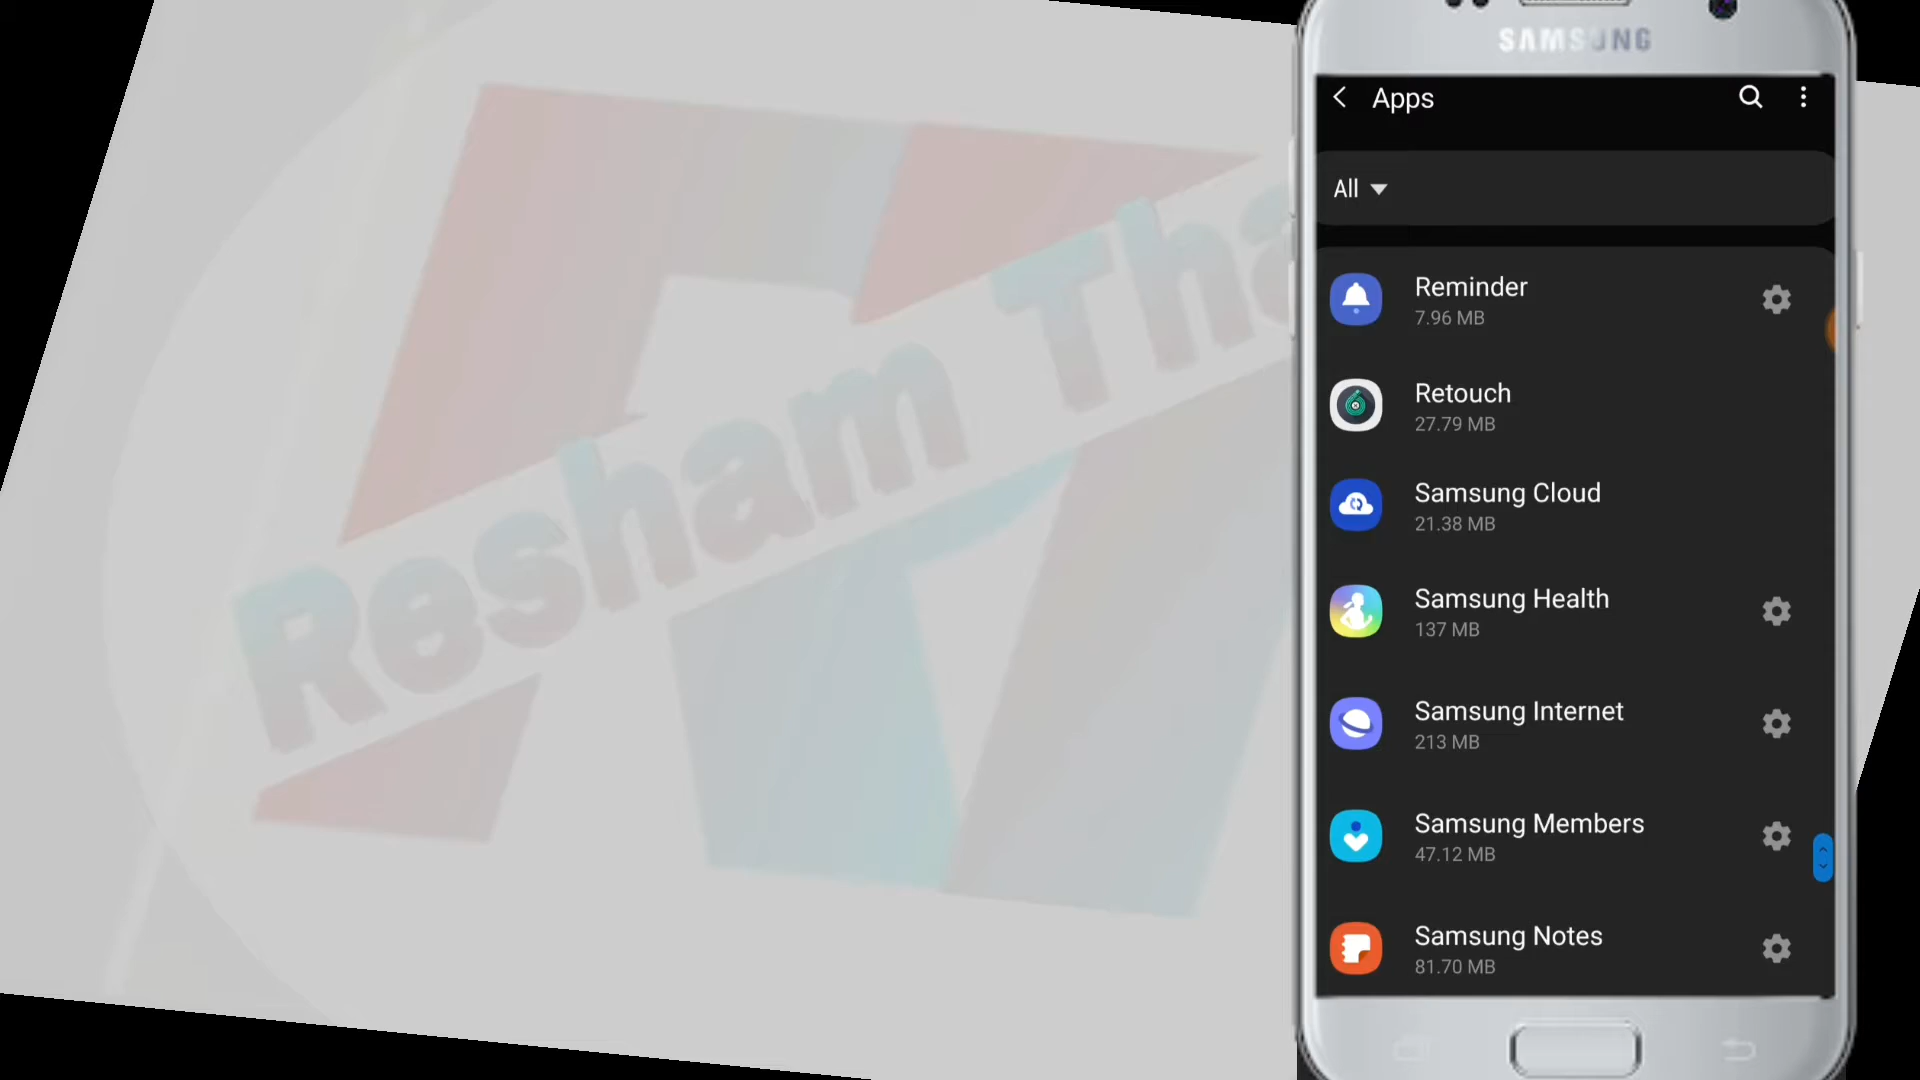 SAMSUNG
Apps
All
Reminder
7.96 MB
Retouch
27.79 MB
Samsung Cloud
21.38 MB
Samsung Health
137 MB
Samsung Internet
213 MB
Samsung Members
47.12 MB
Samsung Notes
81.70 MB
Resham Tha